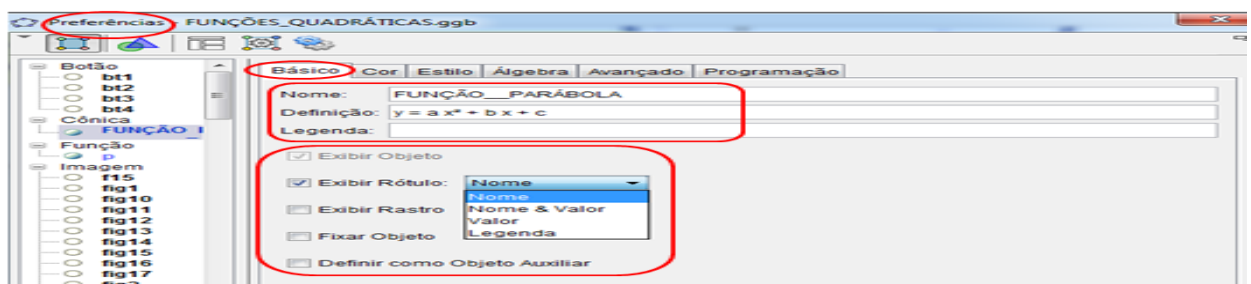 Preferências - FUNÇÕES_QUADRÁTICAS.ggb
Básico Cor Estilo Álgebra Avançado Programação
Botão
bt1
bt2
bt3
bt4
Cônica
FUNÇÃO_
Função
p
Imagem
f15
fig1
fig10
fig11
fig12
fig13
fig14
fig15
fig16
fig17
Nome: FUNÇÃO__PARÁBOLA
Definição: y = a x² + b x + c
Legenda:
Exibir Objeto
Exibir Rótulo: Nome
Nome
Nome & Valor
Valor
Legenda
Exibir Rastro
Fixar Objeto
Definir como Objeto Auxiliar